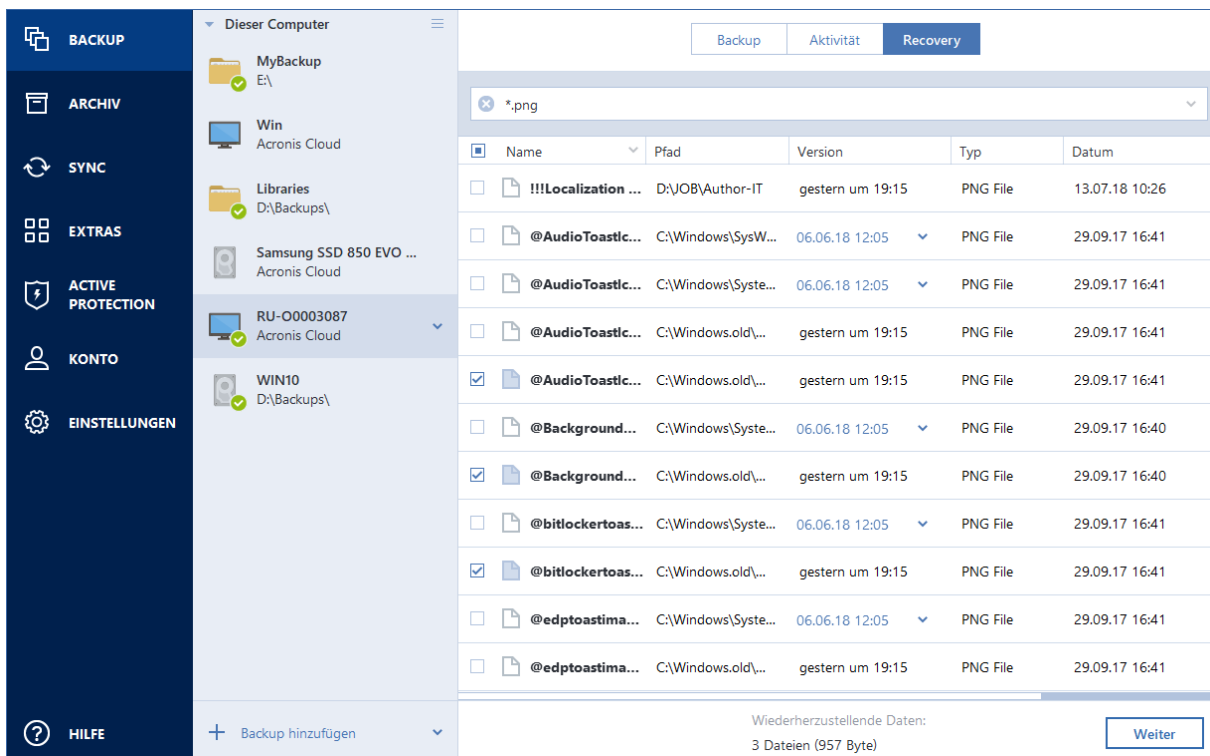 BACKUP
ARCHIV
SYNC
EXTRAS
ACTIVE
PROTECTION
KONTO
EINSTELLUNGEN
HILFE
Dieser Computer
MyBackup
E:\
Win
Acronis Cloud
Libraries
D:\Backups\
Samsung SSD 850 EVO ...
Acronis Cloud
RU-O0003087
Acronis Cloud
WIN10
D:\Backups\
Backup hinzufügen
Backup Aktivität Recovery
*.png
Name Pfad Version Typ Datum
!!!Localization ... D:\JOB\Author-IT gestern um 19:15 PNG File 13.07.18 10:26
@AudioToastIc... C:\Windows\SysW... 06.06.18 12:05 PNG File 29.09.17 16:41
@AudioToastIc... C:\Windows\Syste... 06.06.18 12:05 PNG File 29.09.17 16:41
@AudioToastIc... C:\Windows.old\... gestern um 19:15 PNG File 29.09.17 16:41
@AudioToastIc... C:\Windows.old\... gestern um 19:15 PNG File 29.09.17 16:41
@Background... C:\Windows\Syste... 06.06.18 12:05 PNG File 29.09.17 16:40
@Background... C:\Windows.old\... gestern um 19:15 PNG File 29.09.17 16:40
@bitlockertoas... C:\Windows\Syste... 06.06.18 12:05 PNG File 29.09.17 16:41
@bitlockertoas... C:\Windows.old\... gestern um 19:15 PNG File 29.09.17 16:41
@edptoastima... C:\Windows\Syste... 06.06.18 12:05 PNG File 29.09.17 16:41
@edptoastima... C:\Windows.old\... gestern um 19:15 PNG File 29.09.17 16:41
Wiederherzustellende Daten:
3 Dateien (957 Byte)
Weiter